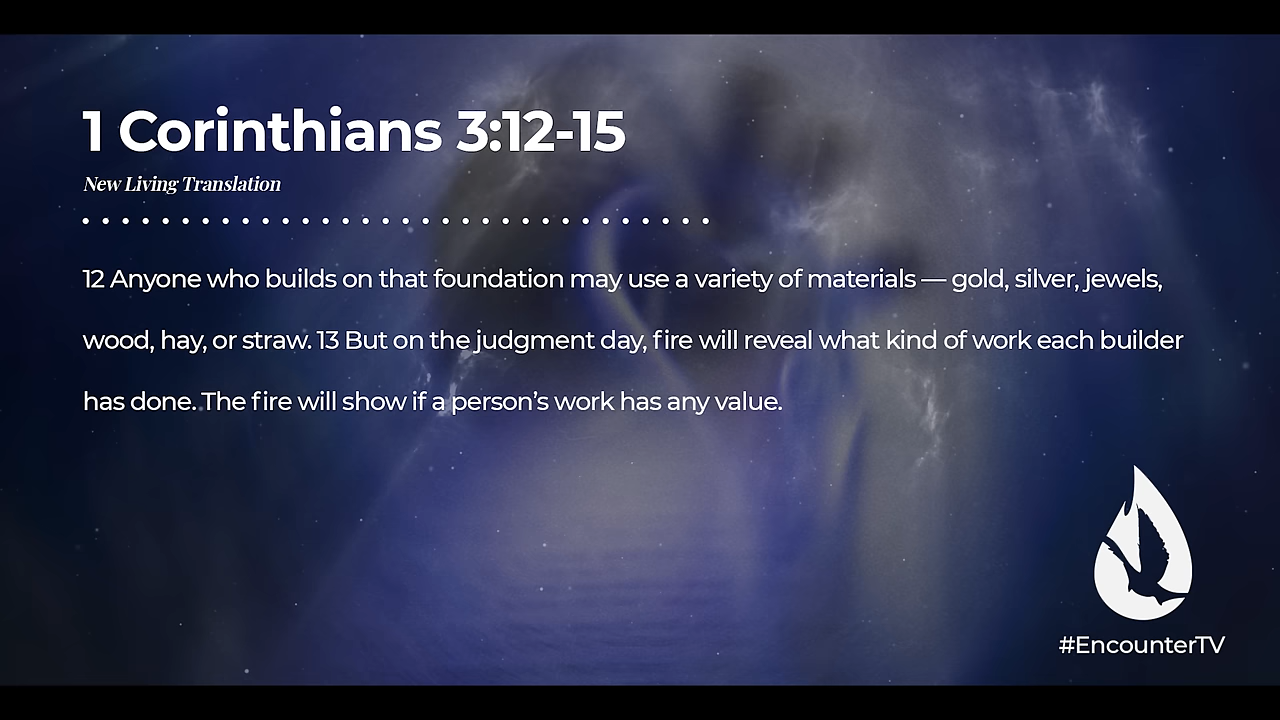 1 Corinthians 3:12-15
New Living Translation
12 Anyone who builds on that foundation may use a variety of materials — gold, silver, jewels,
wood, hay, or straw. 13 But on the judgment day, fire will reveal what kind of work each builder
has done. The fire will show if a person’s work has any value.
#EncounterTV